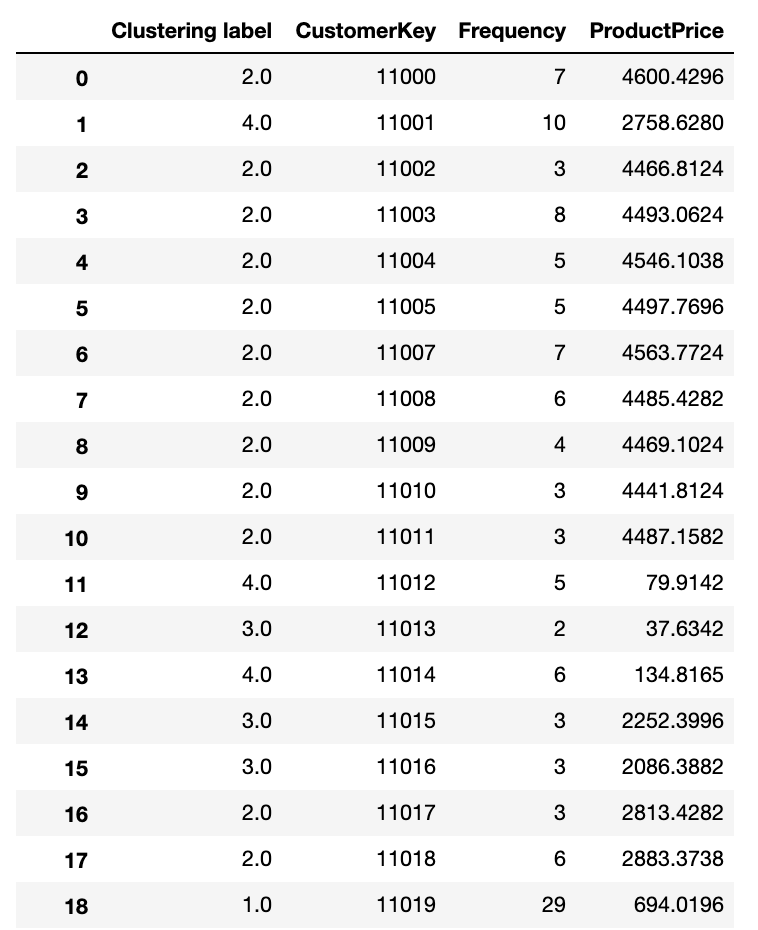 Clustering label CustomerKey Frequency ProductPrice
0 2.0 11000 7 4600.4296
1 4.0 11001 10 2758.6280
2 2.0 11002 3 4466.8124
3 2.0 11003 8 4493.0624
4 2.0 11004 5 4546.1038
5 2.0 11005 5 4497.7696
6 2.0 11007 7 4563.7724
7 2.0 11008 6 4485.4282
8 2.0 11009 4 4469.1024
9 2.0 11010 3 4441.8124
10 2.0 11011 3 4487.1582
11 4.0 11012 5 79.9142
12 3.0 11013 2 37.6342
13 4.0 11014 6 134.8165
14 3.0 11015 3 2252.3996
15 3.0 11016 3 2086.3882
16 2.0 11017 3 2813.4282
17 2.0 11018 6 2883.3738
18 1.0 11019 29 694.0196